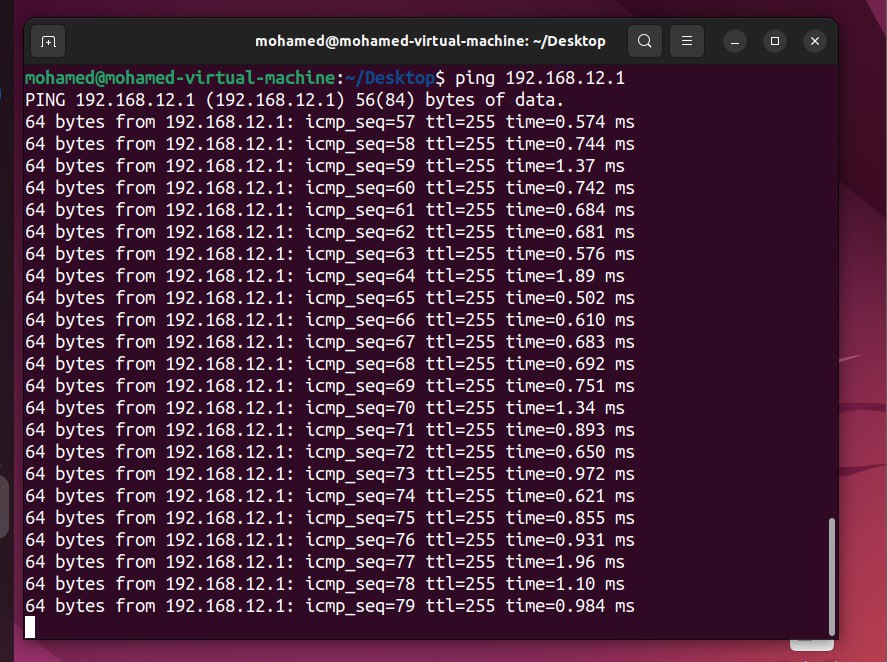 mohamed@mohamed-virtual-machine: ~/Desktop
mohamed@mohamed-virtual-machine:~/Desktop$ ping 192.168.12.1
PING 192.168.12.1 (192.168.12.1) 56(84) bytes of data.
64 bytes from 192.168.12.1: icmp_seq=57 ttl=255 time=0.574 ms
64 bytes from 192.168.12.1: icmp_seq=58 ttl=255 time=0.744 ms
64 bytes from 192.168.12.1: icmp_seq=59 ttl=255 time=1.37 ms
64 bytes from 192.168.12.1: icmp_seq=60 ttl=255 time=0.742 ms
64 bytes from 192.168.12.1: icmp_seq=61 ttl=255 time=0.684 ms
64 bytes from 192.168.12.1: icmp_seq=62 ttl=255 time=0.681 ms
64 bytes from 192.168.12.1: icmp_seq=63 ttl=255 time=0.576 ms
64 bytes from 192.168.12.1: icmp_seq=64 ttl=255 time=1.89 ms
64 bytes from 192.168.12.1: icmp_seq=65 ttl=255 time=0.502 ms
64 bytes from 192.168.12.1: icmp_seq=66 ttl=255 time=0.610 ms
64 bytes from 192.168.12.1: icmp_seq=67 ttl=255 time=0.683 ms
64 bytes from 192.168.12.1: icmp_seq=68 ttl=255 time=0.692 ms
64 bytes from 192.168.12.1: icmp_seq=69 ttl=255 time=0.751 ms
64 bytes from 192.168.12.1: icmp_seq=70 ttl=255 time=1.34 ms
64 bytes from 192.168.12.1: icmp_seq=71 ttl=255 time=0.893 ms
64 bytes from 192.168.12.1: icmp_seq=72 ttl=255 time=0.650 ms
64 bytes from 192.168.12.1: icmp_seq=73 ttl=255 time=0.972 ms
64 bytes from 192.168.12.1: icmp_seq=74 ttl=255 time=0.621 ms
64 bytes from 192.168.12.1: icmp_seq=75 ttl=255 time=0.855 ms
64 bytes from 192.168.12.1: icmp_seq=76 ttl=255 time=0.931 ms
64 bytes from 192.168.12.1: icmp_seq=77 ttl=255 time=1.96 ms
64 bytes from 192.168.12.1: icmp_seq=78 ttl=255 time=1.10 ms
64 bytes from 192.168.12.1: icmp_seq=79 ttl=255 time=0.984 ms